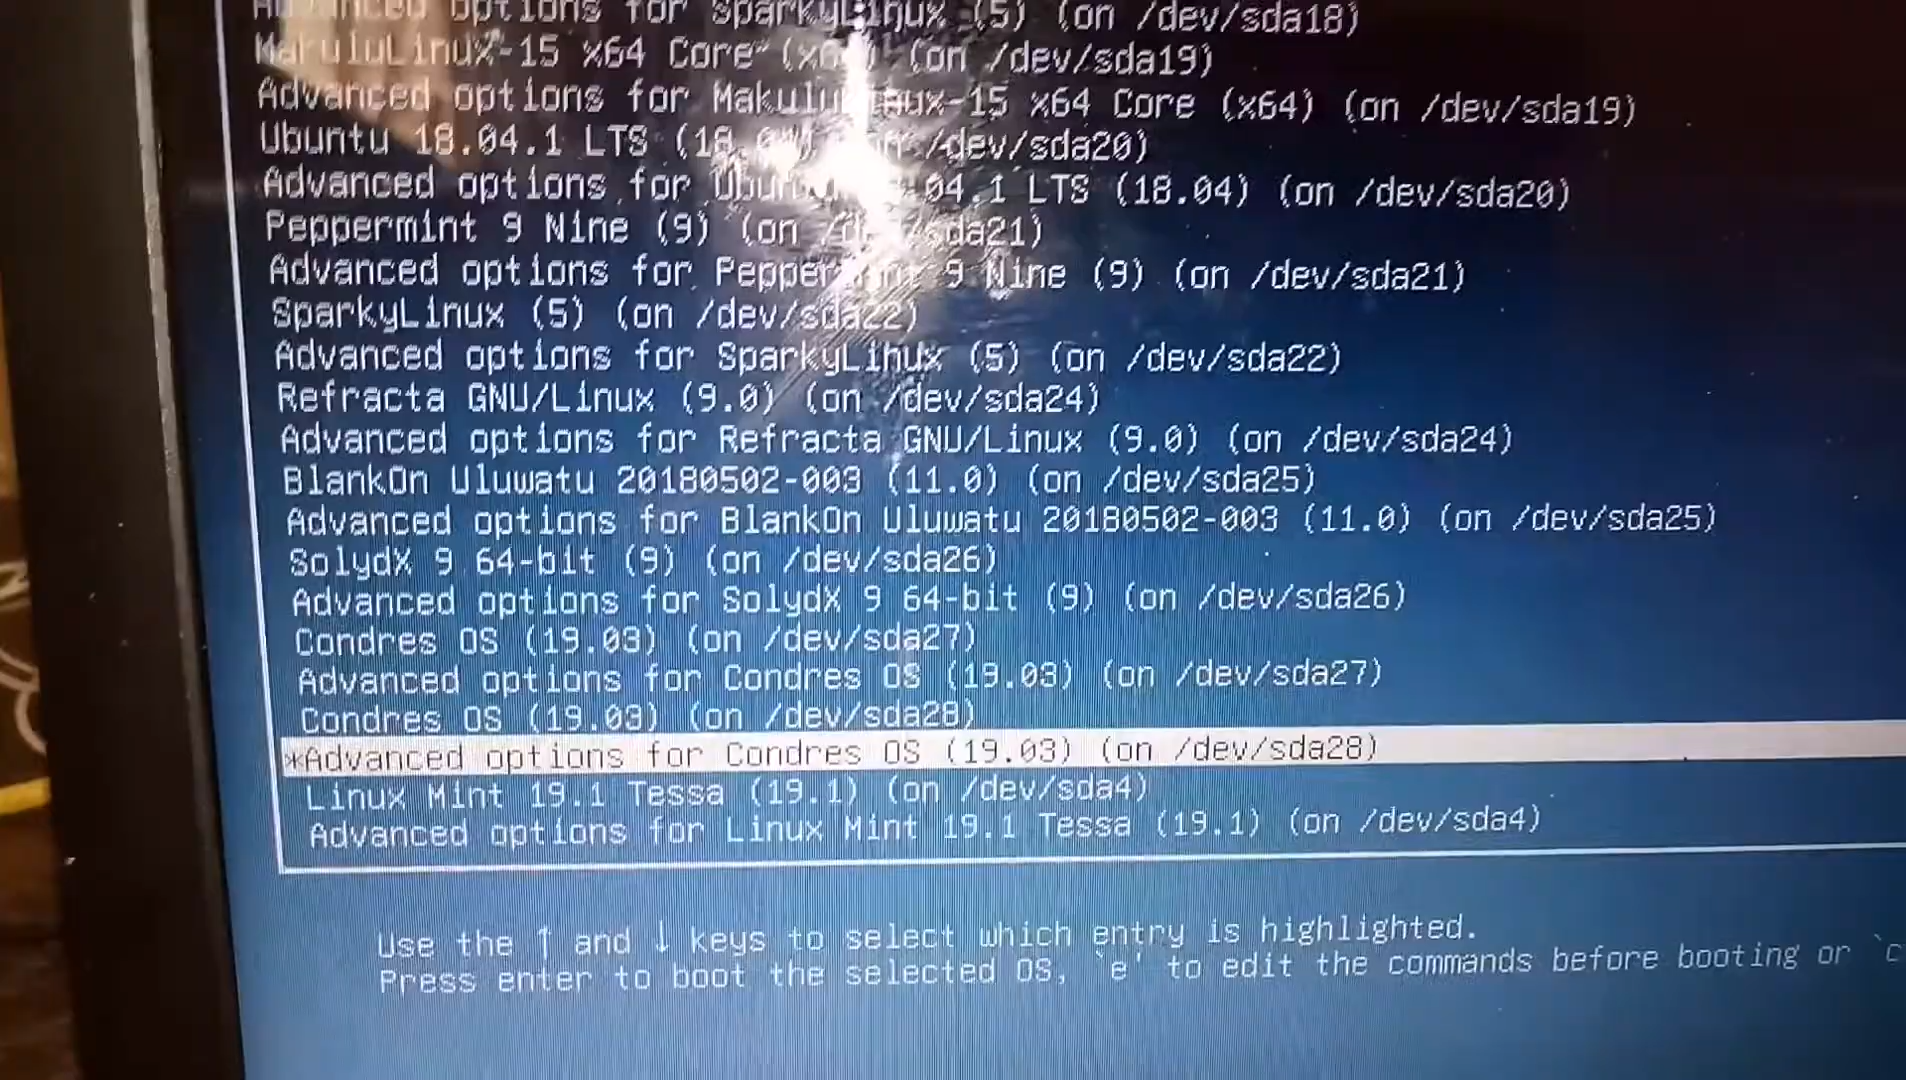 Advanced options for SparkyLinux (5) (on /dev/sda18)
MakuluLinux-15 x64 Core (x64) (on /dev/sda19)
Advanced options for MakuluLinux-15 x64 Core (x64) (on /dev/sda19)
Ubuntu 18.04.1 LTS (18.04) (on /dev/sda20)
Advanced options for Ubuntu 18.04.1 LTS (18.04) (on /dev/sda20)
Peppermint 9 Nine (9) (on /dev/sda21)
Advanced options for Peppermint 9 Nine (9) (on /dev/sda21)
SparkyLinux (5) (on /dev/sda22)
Advanced options for SparkyLinux (5) (on /dev/sda22)
Refracta GNU/Linux (9.0) (on /dev/sda24)
Advanced options for Refracta GNU/Linux (9.0) (on /dev/sda24)
BlankOn Uluwatu 20180502-003 (11.0) (on /dev/sda25)
Advanced options for BlankOn Uluwatu 20180502-003 (11.0) (on /dev/sda25)
SolydX 9 64-bit (9) (on /dev/sda26)
Advanced options for SolydX 9 64-bit (9) (on /dev/sda26)
Condres OS (19.03) (on /dev/sda27)
Advanced options for Condres OS (19.03) (on /dev/sda27)
Condres OS (19.03) (on /dev/sda28)
*Advanced options for Condres OS (19.03) (on /dev/sda28)
Linux Mint 19.1 Tessa (19.1) (on /dev/sda4)
Advanced options for Linux Mint 19.1 Tessa (19.1) (on /dev/sda4)
Use the ↑ and ↓ keys to select which entry is highlighted.
Press enter to boot the selected OS, `e' to edit the commands before booting or `c